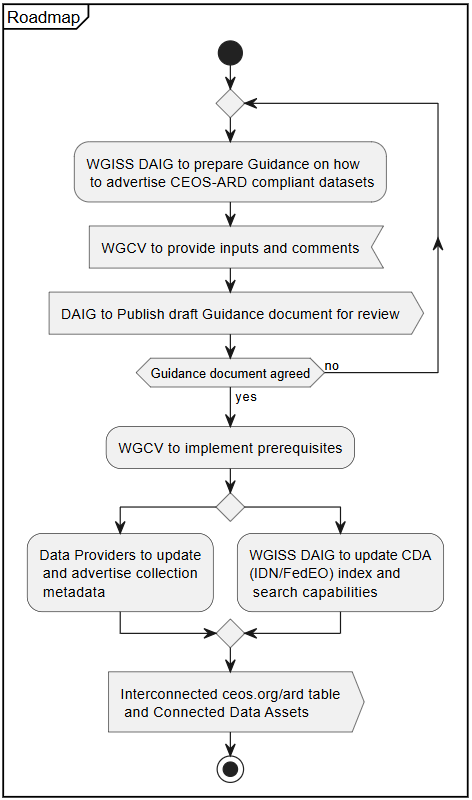 Roadmap
WGISS DAIG to prepare Guidance on how
to advertise CEOS-ARD compliant datasets
WGCV to provide inputs and comments
DAIG to Publish draft Guidance document for review
Guidance document agreed
no
yes
WGCV to implement prerequisites
Data Providers to update
and advertise collection
metadata
WGISS DAIG to update CDA
(IDN/FedEO) index and
search capabilities
Interconnected ceos.org/ard table
and Connected Data Assets